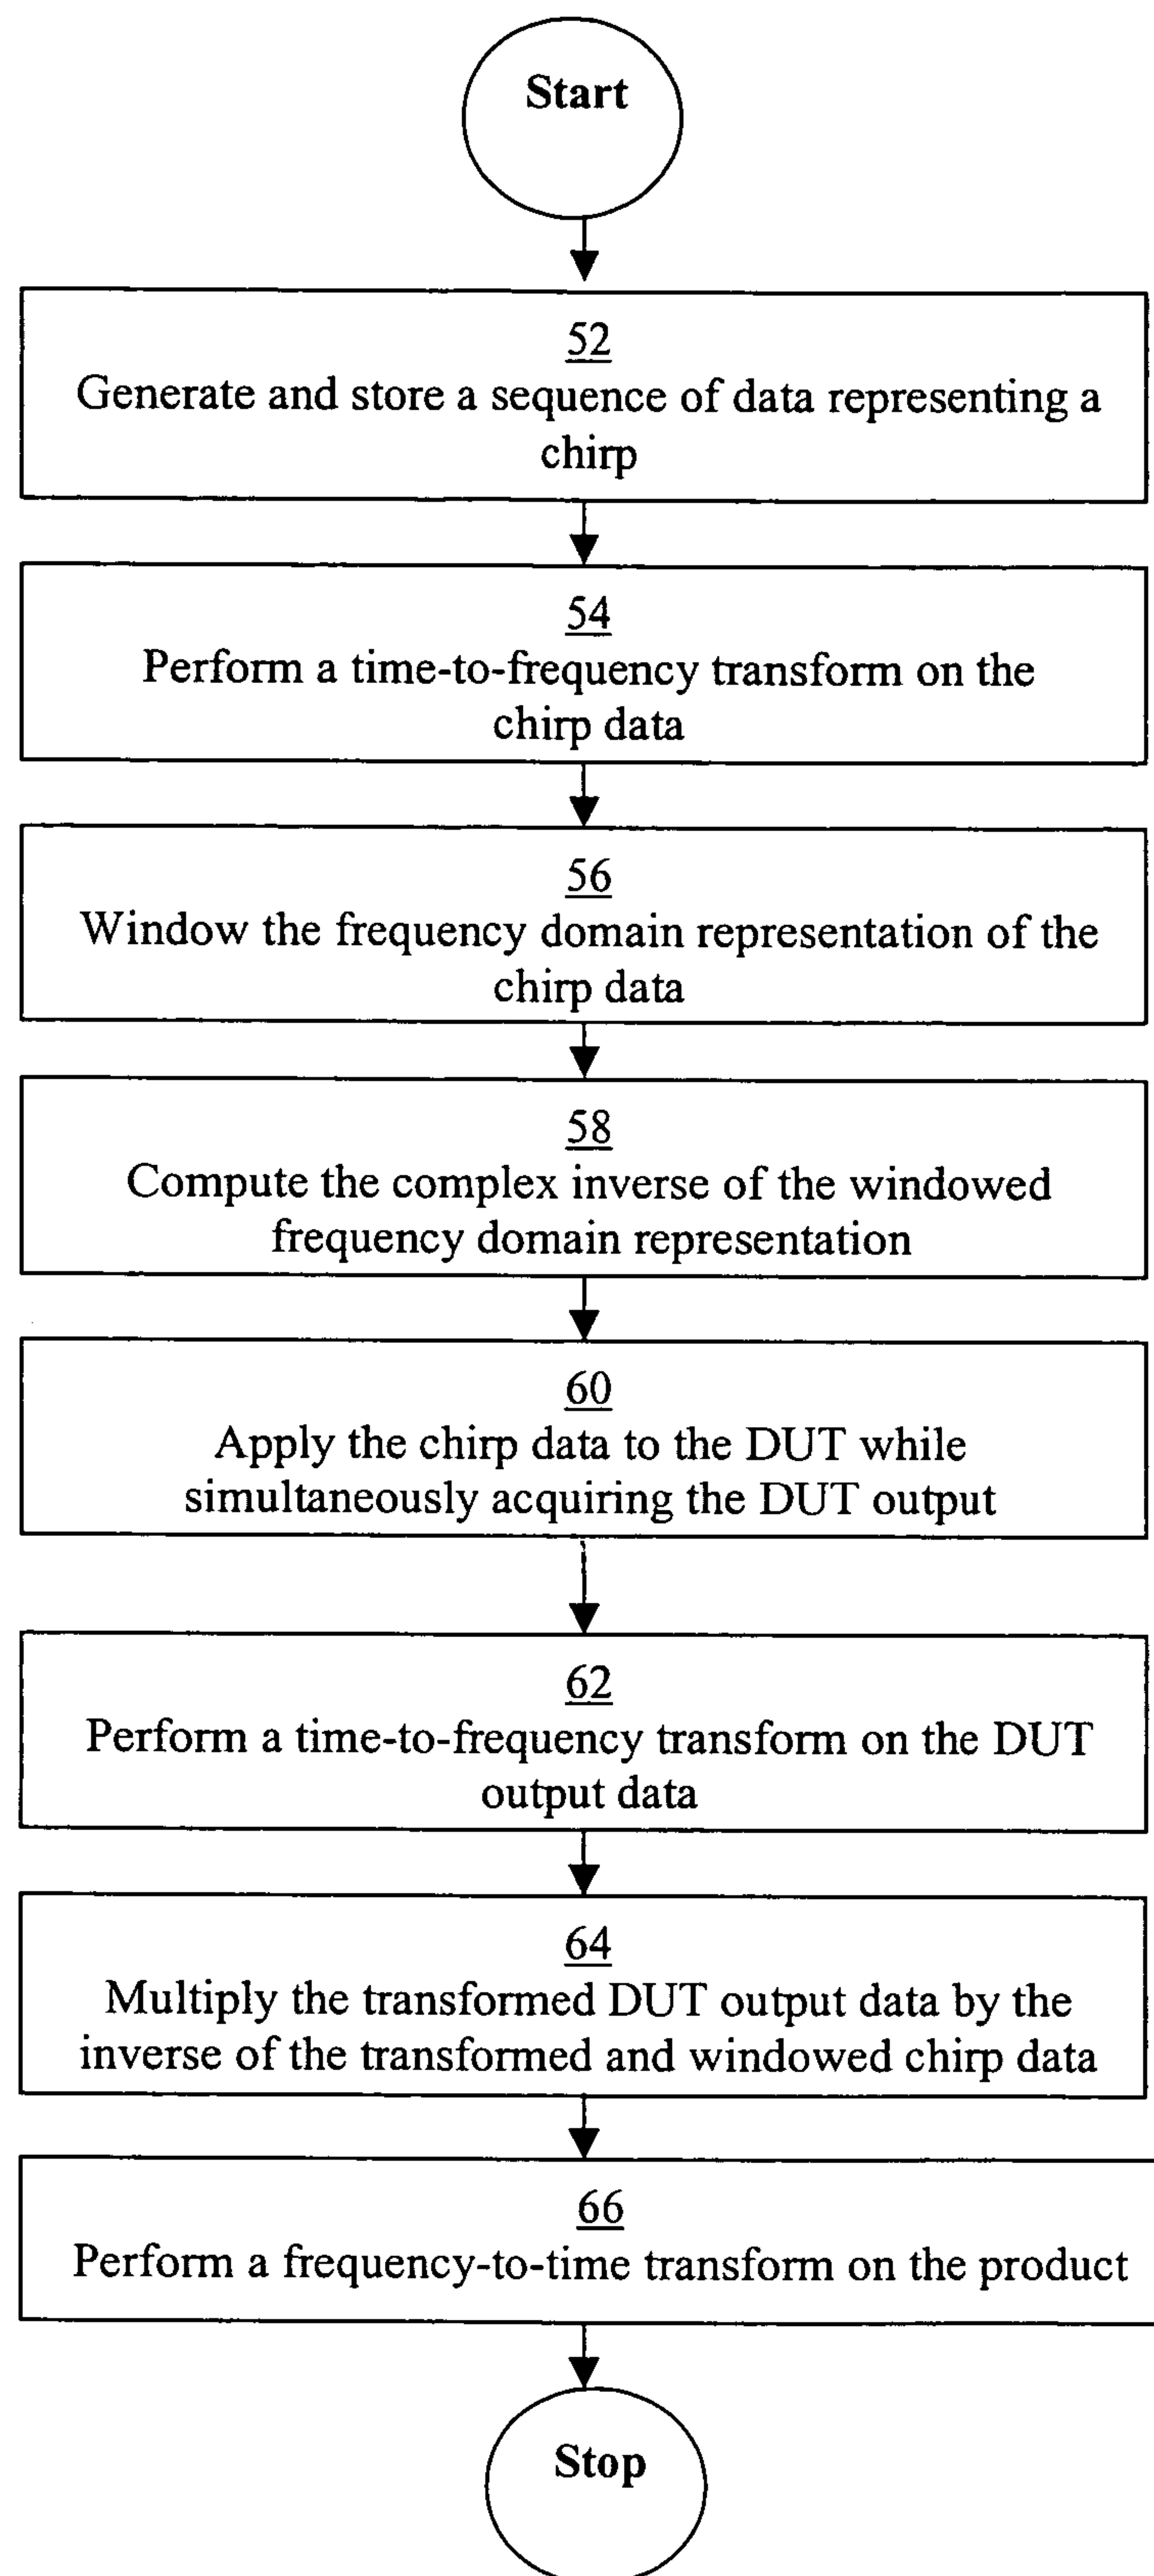 Start
52
Generate and store a sequence of data representing a
chirp
54
Perform a time-to-frequency transform on the
chirp data
56
Window the frequency domain representation of the
chirp data
58
Compute the complex inverse of the windowed
frequency domain representation
60
Apply the chirp data to the DUT while
simultaneously acquiring the DUT output
62
Perform a time-to-frequency transform on the DUT
output data
64
Multiply the transformed DUT output data by the
inverse of the transformed and windowed chirp data
66
Perform a frequency-to-time transform on the product
Stop